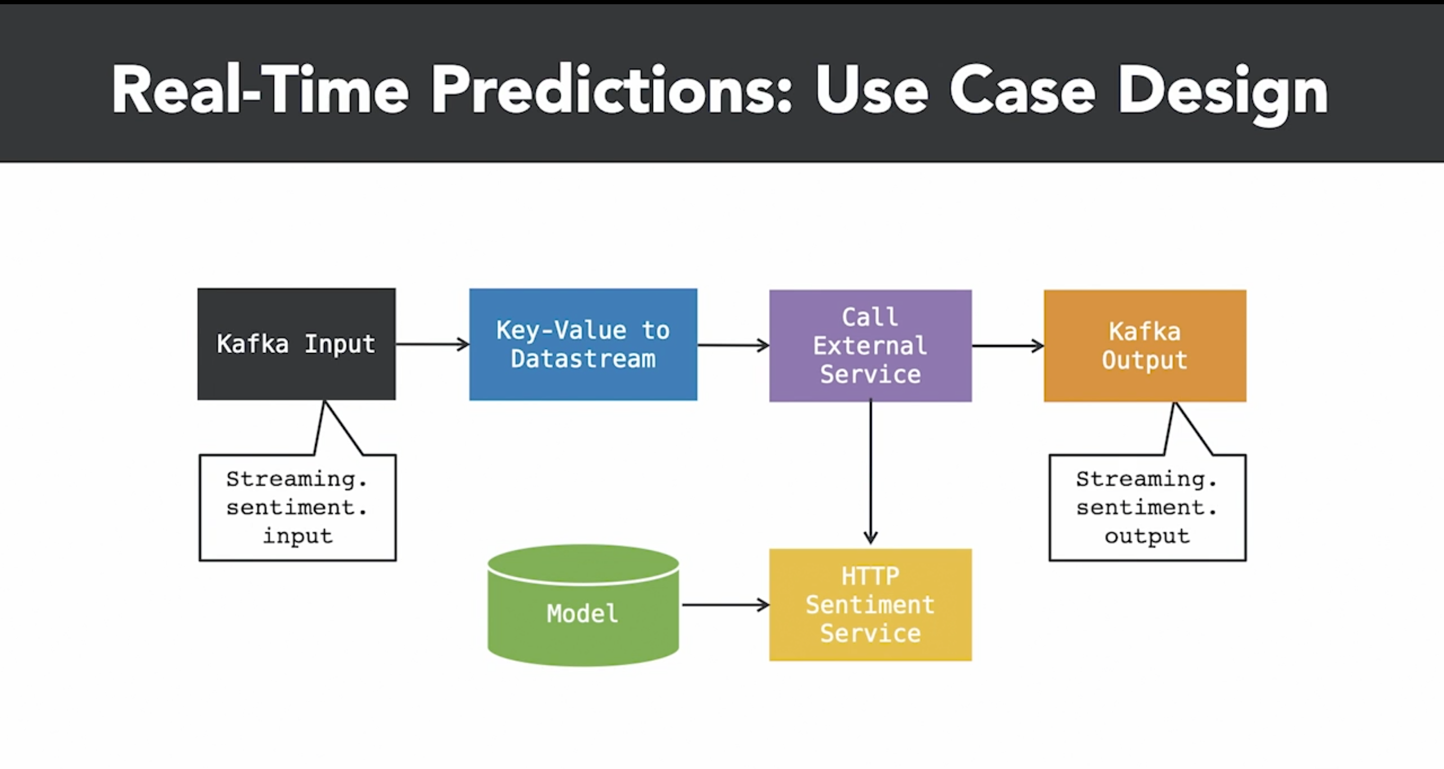 Real-Time Predictions: Use Case Design
Kafka Input
Key-Value to
Datastream
Call
External
Service
Kafka
Output
Streaming.
sentiment.
input
Streaming.
sentiment.
output
Model
HTTP
Sentiment
Service